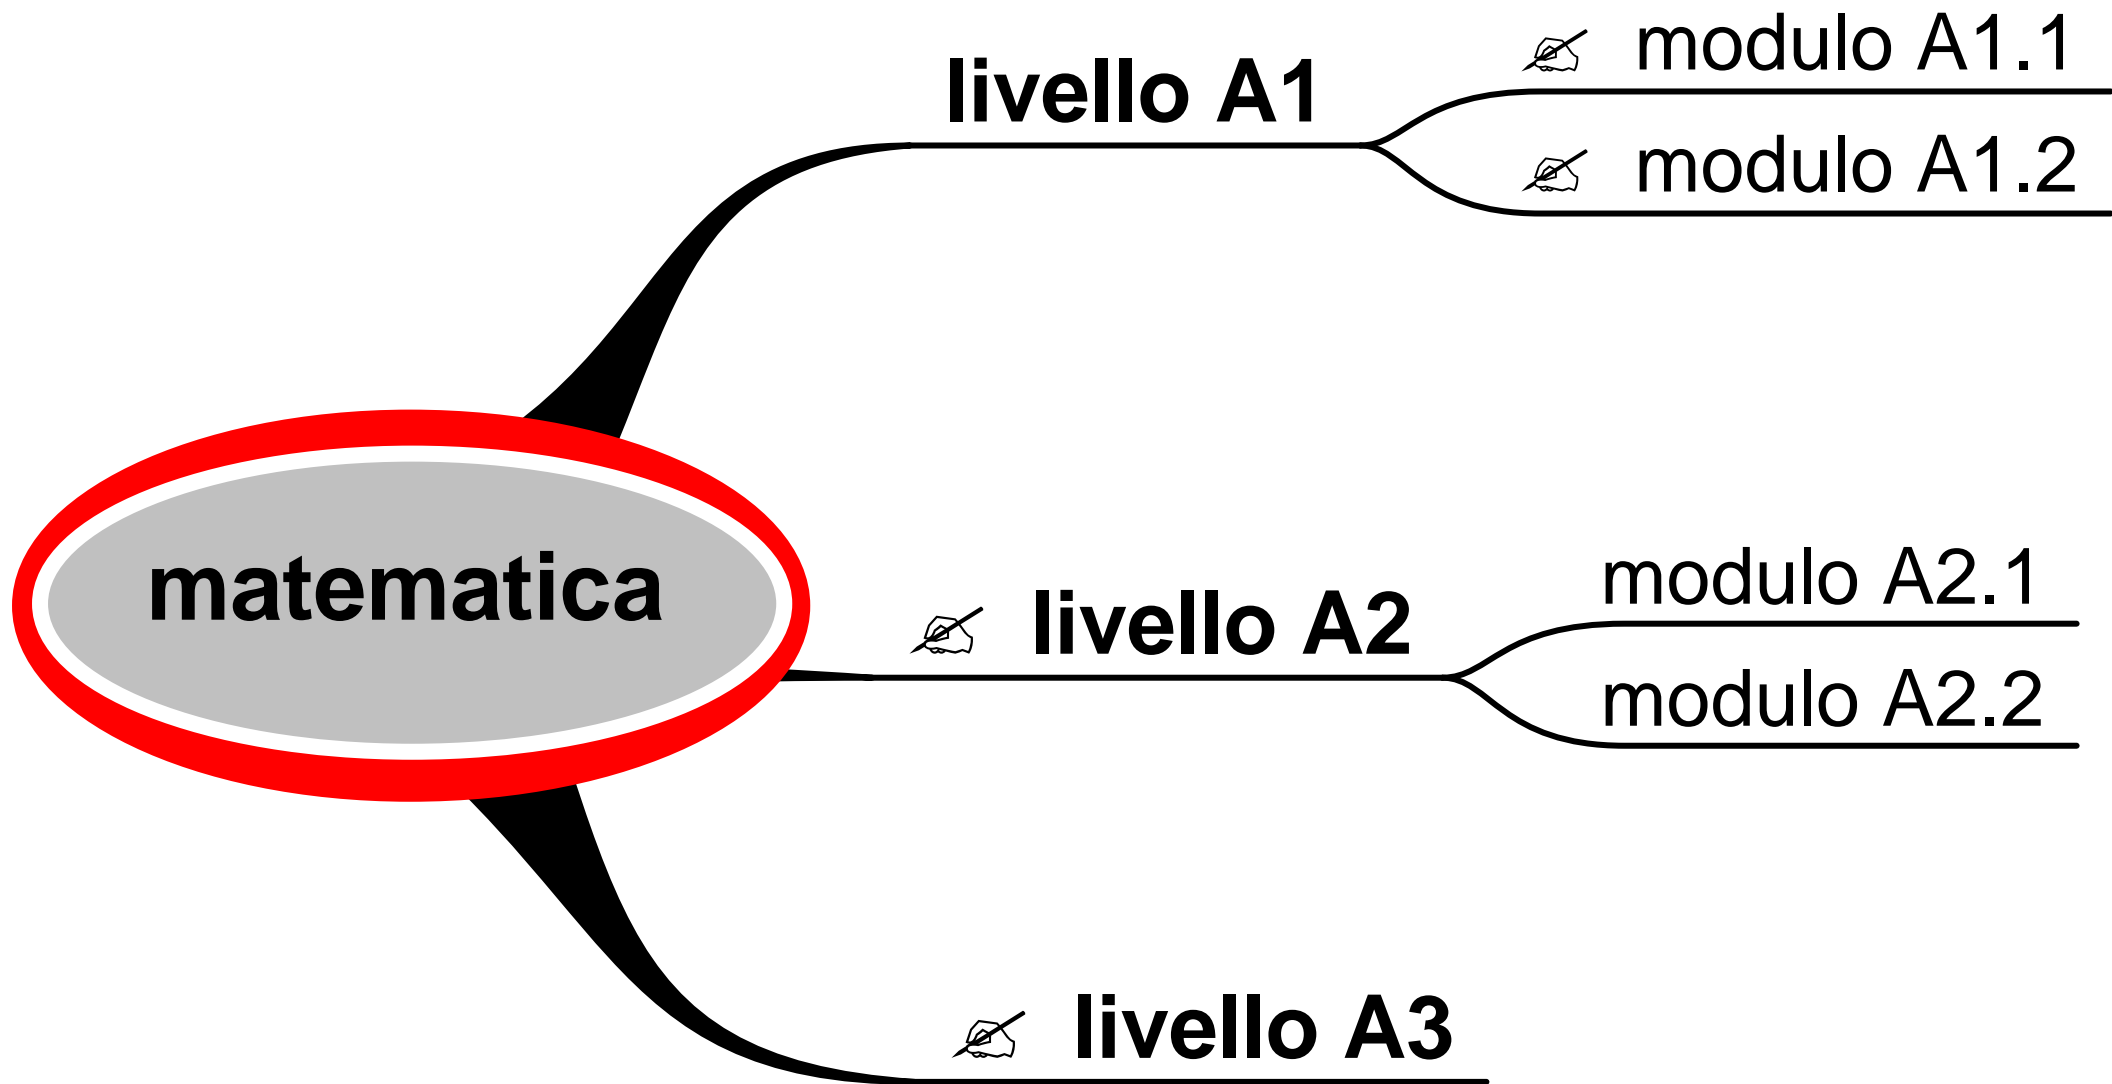 matematica
livello A1
modulo A1.1
modulo A1.2
livello A2
modulo A2.1
modulo A2.2
livello A3